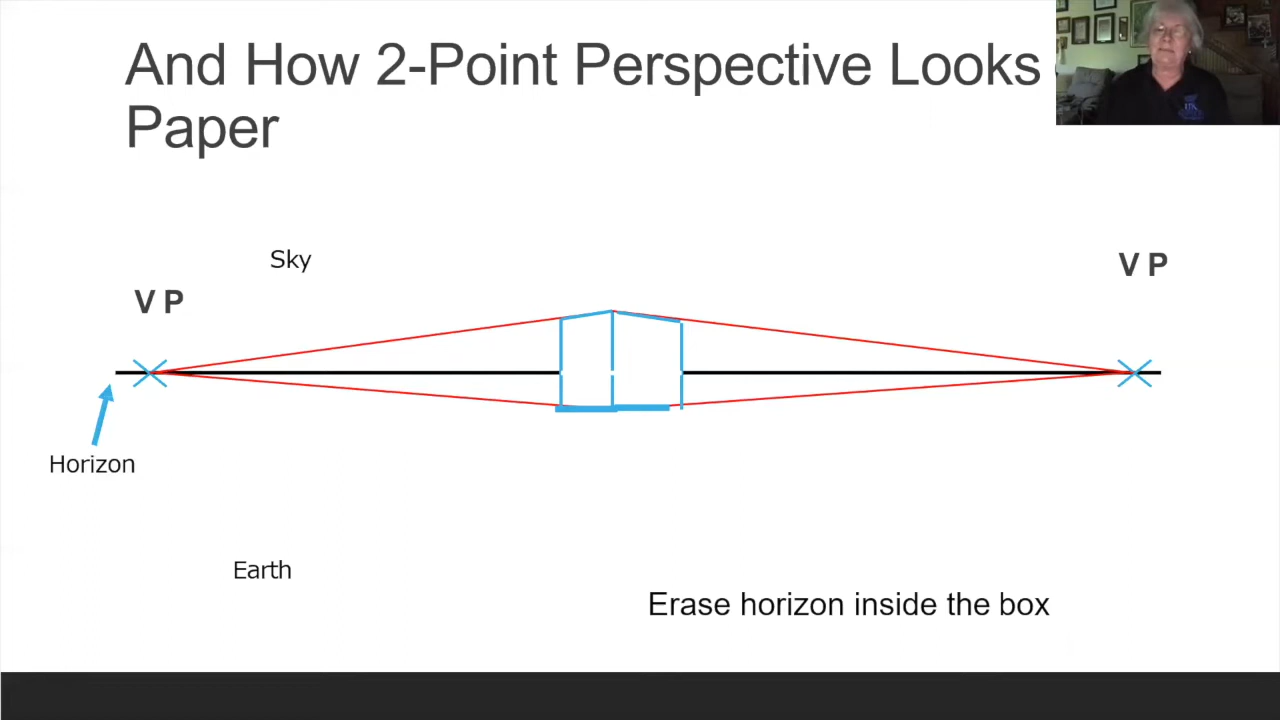 And How 2-Point Perspective Looks
Paper
Sky
V P
V P
Horizon
Earth
Erase horizon inside the box